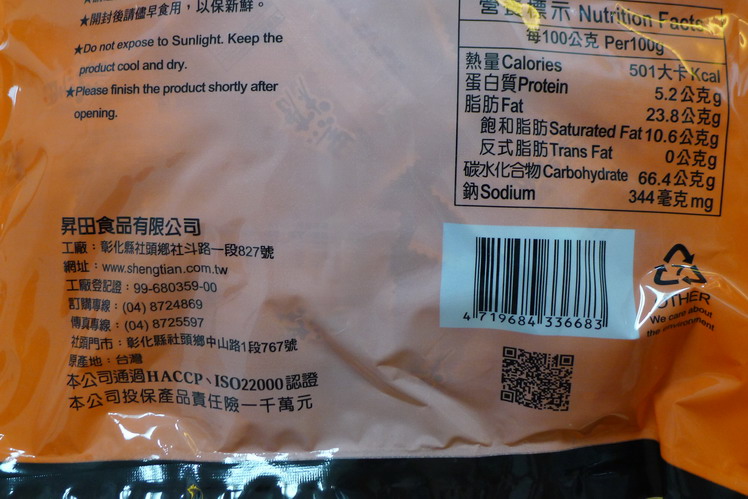 ★開封後請儘早食用，以保新鮮。
★Do not expose to Sunlight. Keep the
product cool and dry.
★Please finish the product shortly after
opening.
營養標示 Nutrition Facts
每100公克 Per100g
熱量Calories 501大卡Kcal
蛋白質Protein 5.2公克g
脂肪Fat 23.8公克g
飽和脂肪Saturated Fat 10.6公克g
反式脂肪Trans Fat 0公克g
碳水化合物Carbohydrate 66.4公克g
鈉Sodium 344毫克mg
昇田食品有限公司
工廠：彰化縣社頭鄉社斗路一段827號
網址：www.shengtian.com.tw
工廠登記證：99-680359-00
訂購專線：(04) 8724869
傳真專線：(04) 8725597
社頭門市：彰化縣社頭鄉中山路1段767號
原產地：台灣
本公司通過HACCP、ISO22000認證
本公司投保產品責任險一千萬元
4 719684 336683
7
OTHER
We care about
the environment